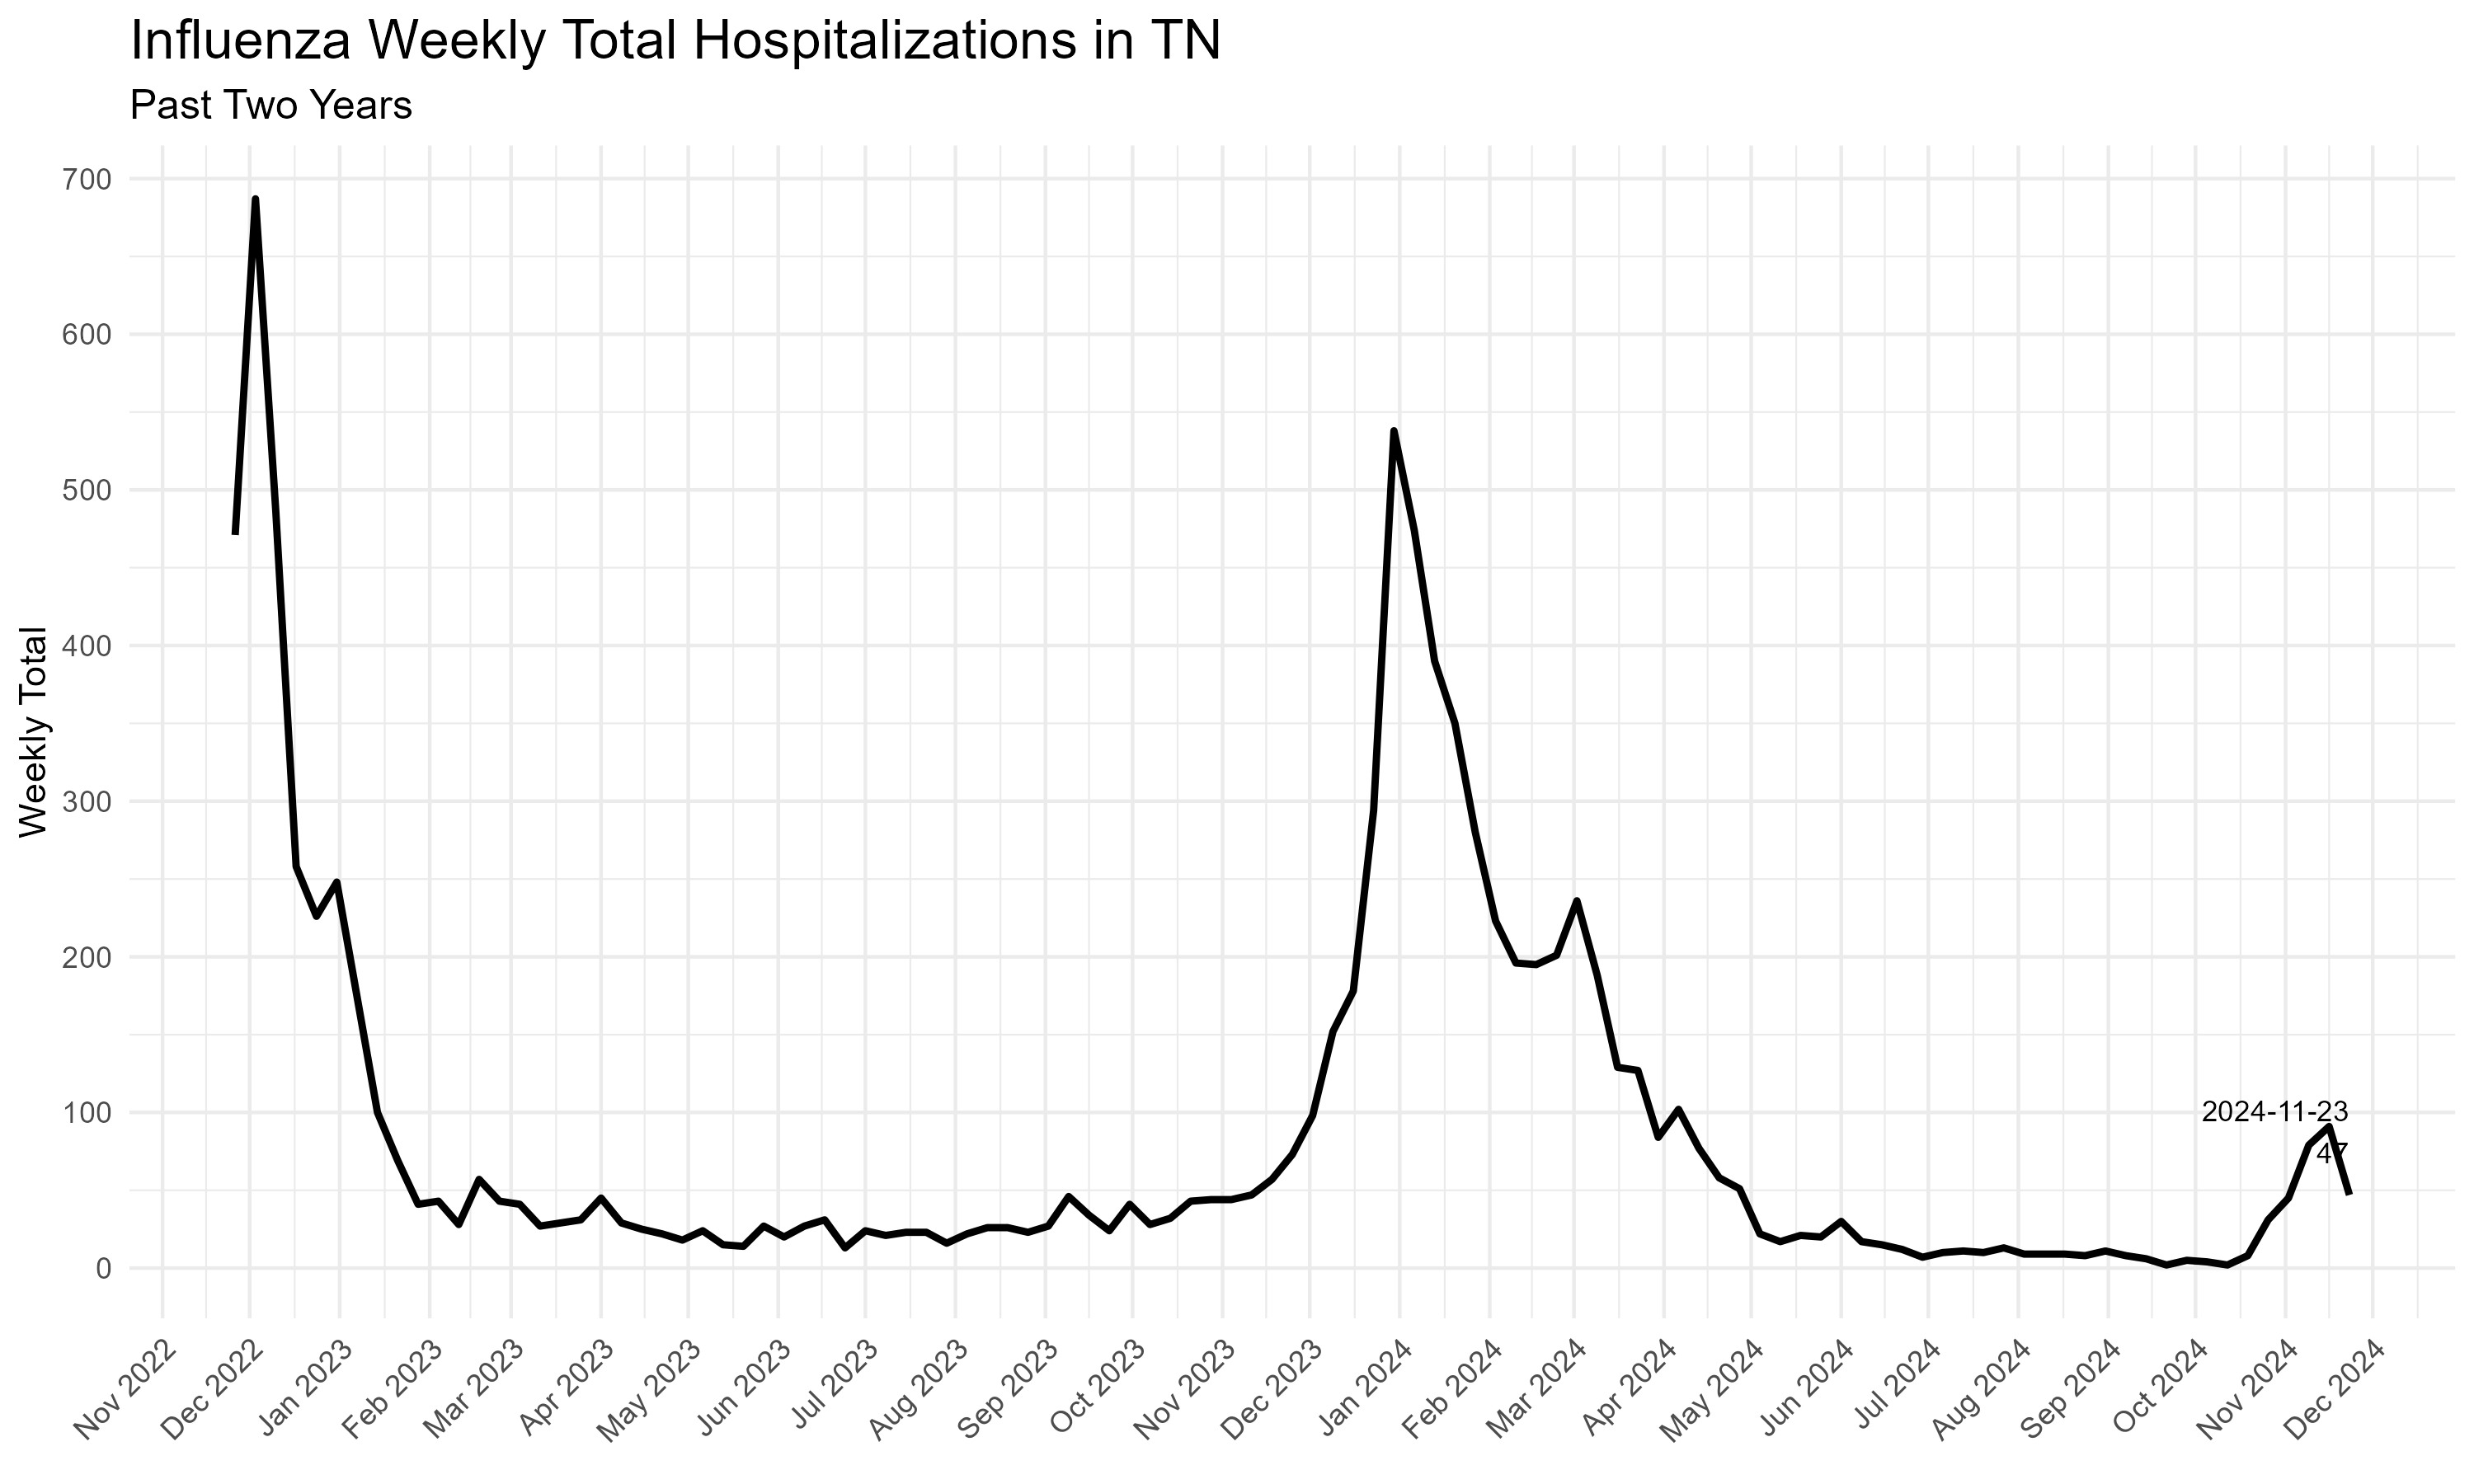 Influenza Weekly Total Hospitalizations in TN
Past Two Years
Weekly Total
700
600
500
400
300
200
100
0
2024-11-23
47
Nov 2022
Dec 2022
Jan 2023
Feb 2023
Mar 2023
Apr 2023
May 2023
Jun 2023
Jul 2023
Aug 2023
Sep 2023
Oct 2023
Nov 2023
Dec 2023
Jan 2024
Feb 2024
Mar 2024
Apr 2024
May 2024
Jun 2024
Jul 2024
Aug 2024
Sep 2024
Oct 2024
Nov 2024
Dec 2024